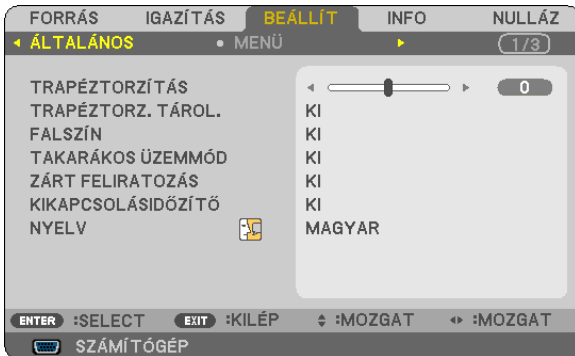 FORRÁS IGAZÍTÁS BEÁLLÍT INFO NULLÁZ
ÁLTALÁNOS • MENÜ (1/3)
TRAPÉZTORZÍTÁS 0
TRAPÉZTORZ. TÁROL. KI
FALSZÍN KI
TAKARÁKOS ÜZEMMÓD KI
ZÁRT FELIRATOZÁS KI
KIKAPCSOLÁSIDŐZÍTŐ KI
NYELV MAGYAR
ENTER :SELECT EXIT :KILÉP :MOZGAT :MOZGAT
SZÁMÍTÓGÉP